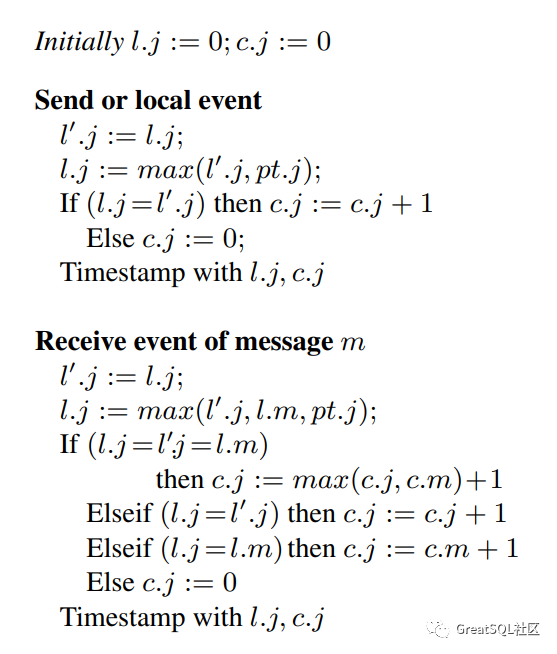 Initially l.j := 0; c.j := 0
Send or local event
l′.j := l.j;
l.j := max(l′.j, pt.j);
If (l.j=l′.j) then c.j := c.j + 1
Else c.j := 0;
Timestamp with l.j, c.j
Receive event of message m
l′.j := l.j;
l.j := max(l′.j, l.m, pt.j);
If (l.j=l′.j=l.m)
then c.j := max(c.j, c.m)+1
Elseif (l.j=l′.j) then c.j := c.j + 1
Elseif (l.j=l.m) then c.j := c.m + 1
Else c.j := 0
Timestamp with l.j, c.j
GreatSQL社区